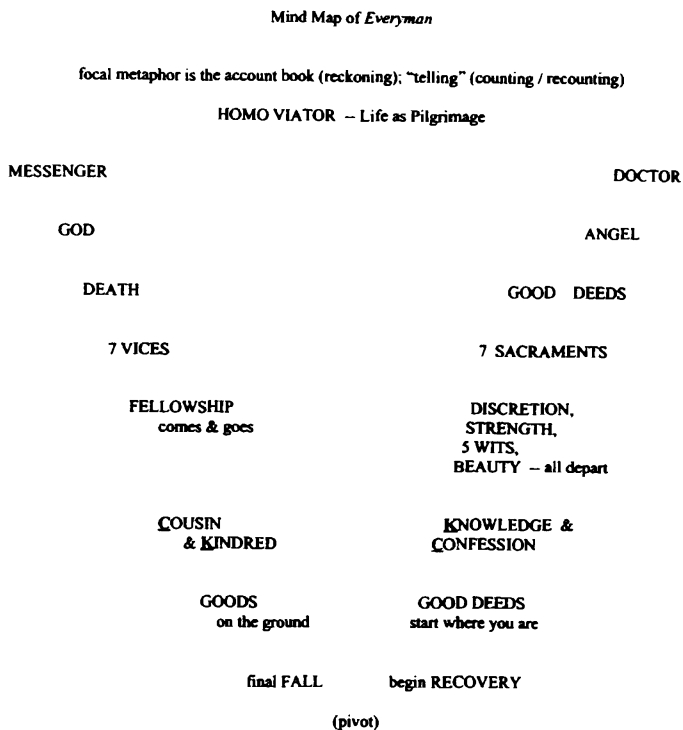 Mind Map of Everyman
focal metaphor is the account book (reckoning); "telling" (counting / recounting)
HOMO VIATOR -- Life as Pilgrimage
MESSENGER DOCTOR
GOD ANGEL
DEATH GOOD DEEDS
7 VICES 7 SACRAMENTS
FELLOWSHIP DISCRETION,
comes & goes STRENGTH,
5 WITS,
BEAUTY -- all depart
COUSIN KNOWLEDGE &
& KINDRED CONFESSION
GOODS GOOD DEEDS
on the ground start where you are
final FALL begin RECOVERY
(pivot)